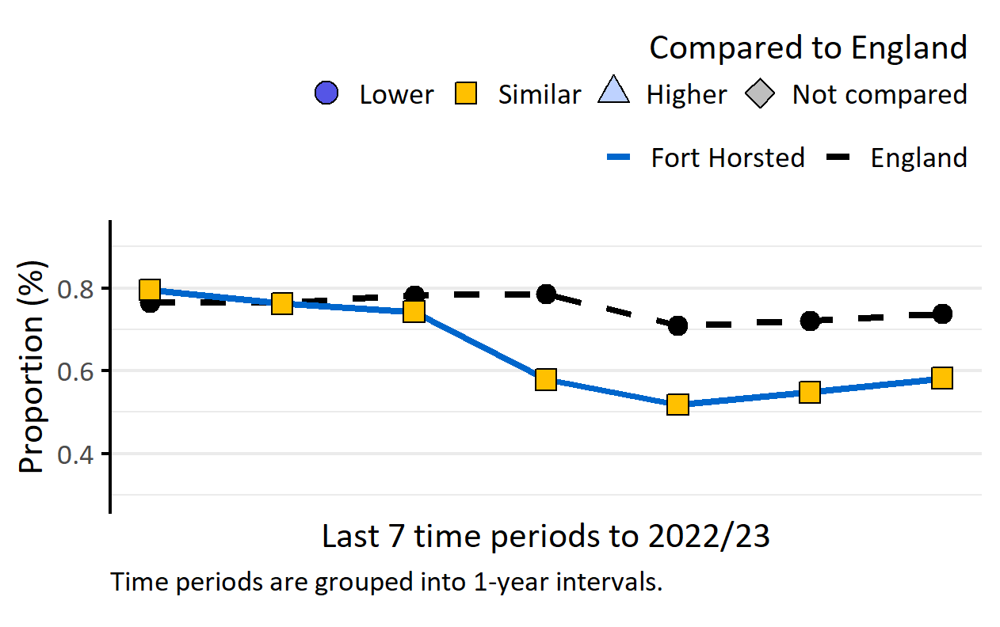 Compared to England
Lower Similar Higher Not compared
Fort Horsted England
Proportion (%)
0.8
0.6
0.4
Last 7 time periods to 2022/23
Time periods are grouped into 1-year intervals.